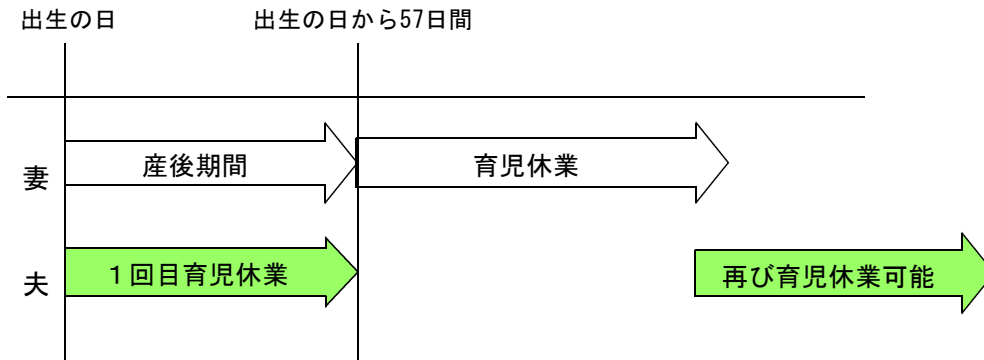 出生の日
出生の日から57日間
妻
産後期間
育児休業
夫
１回目育児休業
再び育児休業可能